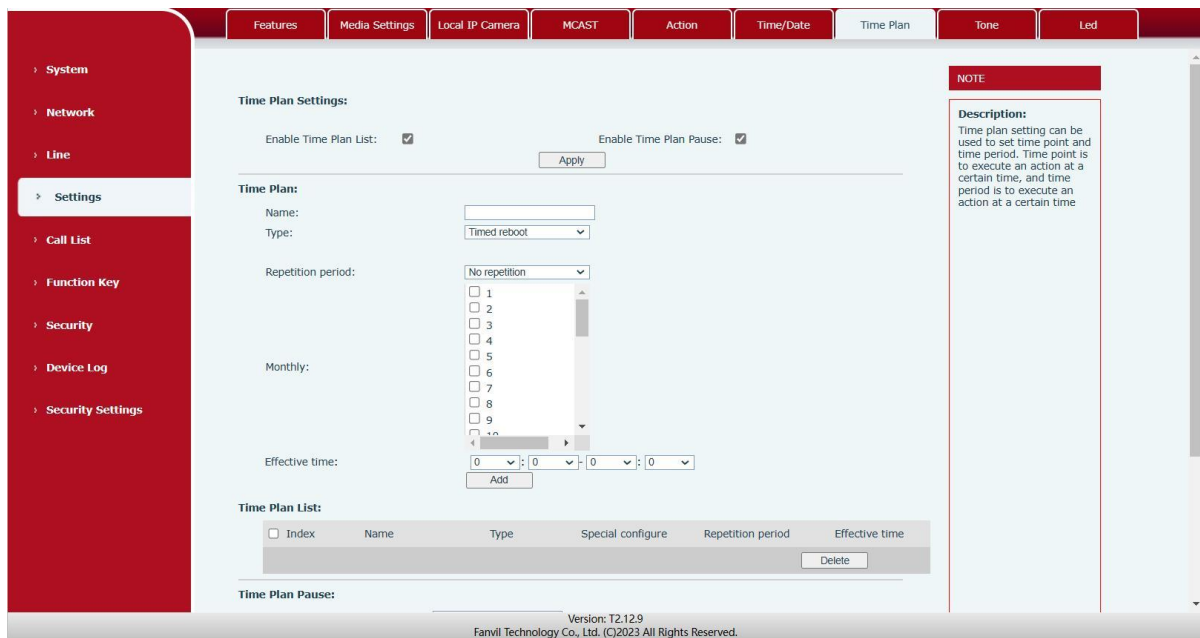 Features Media Settings Local IP Camera MCAST Action Time/Date Time Plan Tone Led
› System
› Network
› Line
› Settings
› Call List
› Function Key
› Security
› Device Log
› Security Settings
Time Plan Settings:
Enable Time Plan List: Enable Time Plan Pause:
Apply
Time Plan:
Name:
Type: Timed reboot
Repetition period: No repetition
1
2
3
4
5
6
7
8
9
10
Monthly:
Effective time: 0 : 0 - 0 : 0
Add
Time Plan List:
Index Name Type Special configure Repetition period Effective time
Delete
Time Plan Pause:
NOTE
Description:
Time plan setting can be
used to set time point and
time period. Time point is
to execute an action at a
certain time, and time
period is to execute an
action at a certain time
Version: T2.12.9
Fanvil Technology Co., Ltd. (C)2023 All Rights Reserved.